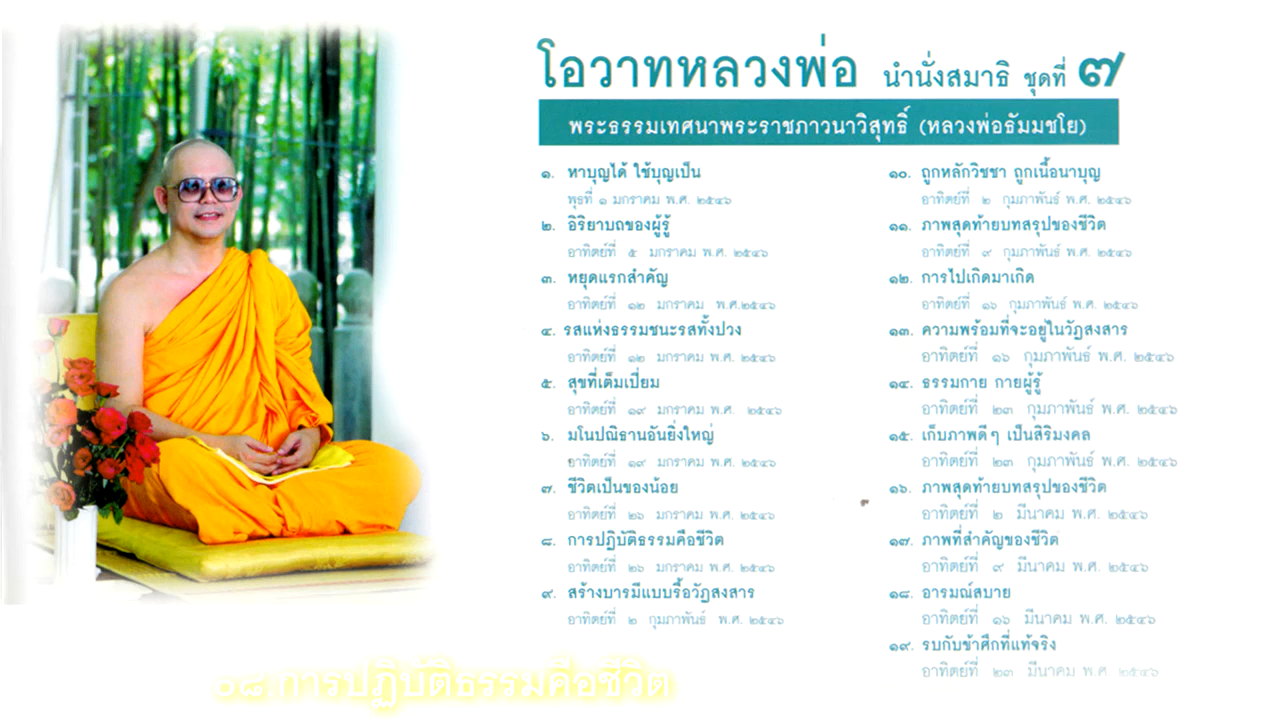 โอวาทหลวงพ่อ นำนั่งสมาธิ ชุดที่ ๗
พระธรรมเทศนาพระราชภาวนาวิสุทธิ์ (หลวงพ่อธัมมชโย)
๑. หาบุญได้ ใช้บุญเป็น
พุธที่ ๑ มกราคม พ.ศ. ๒๕๔๖
๒. อิริยาบถของผู้รู้
อาทิตย์ที่ ๕ มกราคม พ.ศ. ๒๕๔๖
๓. หยุดแรกสำคัญ
อาทิตย์ที่ ๑๒ มกราคม พ.ศ.๒๕๔๖
๔. รสแห่งธรรมชนะรสทั้งปวง
อาทิตย์ที่ ๑๒ มกราคม พ.ศ. ๒๕๔๖
๕. สุขที่เต็มเปี่ยม
อาทิตย์ที่ ๑๙ มกราคม พ.ศ. ๒๕๔๖
๖. มโนปณิธานอันยิ่งใหญ่
อาทิตย์ที่ ๑๙ มกราคม พ.ศ. ๒๕๔๖
๗. ชีวิตเป็นของน้อย
อาทิตย์ที่ ๒๖ มกราคม พ.ศ. ๒๕๔๖
๘. การปฏิบัติธรรมคือชีวิต
อาทิตย์ที่ ๒๖ มกราคม พ.ศ. ๒๕๔๖
๙. สร้างบารมีแบบรื้อวัฏสงสาร
อาทิตย์ที่ ๒ กุมภาพันธ์ พ.ศ. ๒๕๔๖
๑๐. ถูกหลักวิชชา ถูกเนื้อนาบุญ
อาทิตย์ที่ ๒ กุมภาพันธ์ พ.ศ. ๒๕๔๖
๑๑. ภาพสุดท้ายบทสรุปของชีวิต
อาทิตย์ที่ ๙ กุมภาพันธ์ พ.ศ. ๒๕๔๖
๑๒. การไปเกิดมาเกิด
อาทิตย์ที่ ๑๖ กุมภาพันธ์ พ.ศ. ๒๕๔๖
๑๓. ความพร้อมที่จะอยู่ในวัฏสงสาร
อาทิตย์ที่ ๑๖ กุมภาพันธ์ พ.ศ. ๒๕๔๖
๑๔. ธรรมกาย กายผู้รู้
อาทิตย์ที่ ๒๓ กุมภาพันธ์ พ.ศ. ๒๕๔๖
๑๕. เก็บภาพดีๆ เป็นสิริมงคล
อาทิตย์ที่ ๒๓ กุมภาพันธ์ พ.ศ. ๒๕๔๖
๑๖. ภาพสุดท้ายบทสรุปของชีวิต
อาทิตย์ที่ ๒ มีนาคม พ.ศ. ๒๕๔๖
๑๗. ภาพที่สำคัญของชีวิต
อาทิตย์ที่ ๙ มีนาคม พ.ศ. ๒๕๔๖
๑๘. อารมณ์สบาย
อาทิตย์ที่ ๑๖ มีนาคม พ.ศ. ๒๕๔๖
๑๙. รบกับข้าศึกที่แท้จริง
อาทิตย์ที่ ๒๓ มีนาคม พ.ศ. ๒๕๔๖
๐๘.การปฏิบัติธรรมคือชีวิต